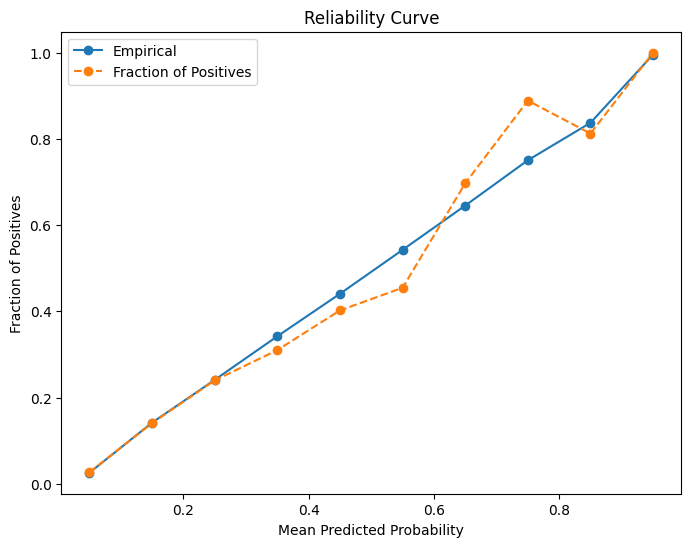 Reliability Curve
Empirical
Fraction of Positives
1.0
0.8
0.6
0.4
0.2
0.0
Fraction of Positives
0.2 0.4 0.6 0.8
Mean Predicted Probability